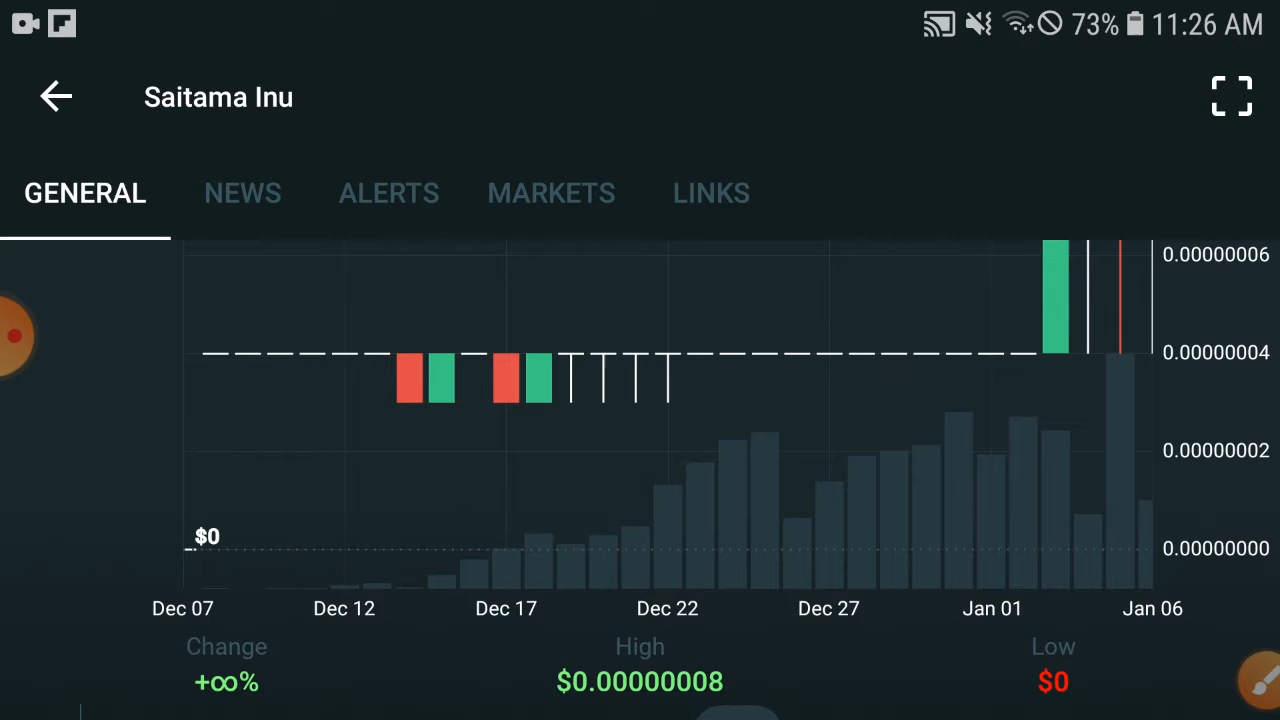 73% 11:26 AM
Saitama Inu
GENERAL NEWS ALERTS MARKETS LINKS
0.00000006
0.00000004
0.00000002
$0
0.00000000
Dec 07 Dec 12 Dec 17 Dec 22 Dec 27 Jan 01 Jan 06
Change High Low
+∞% $0.00000008 $0